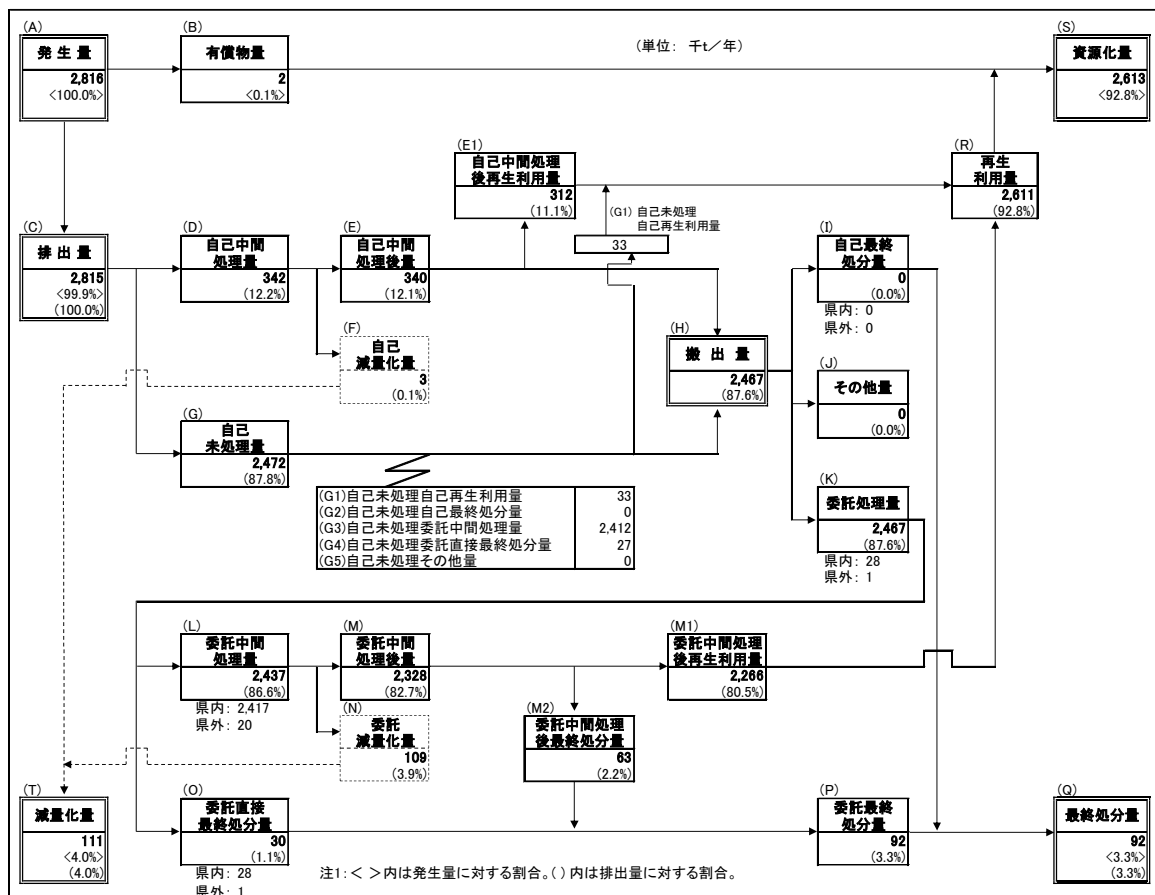 (A)
発生量
2,816
<100.0%>
(B)
有償物量
2
<0.1%>
(単位: 千t/年)
(S)
資源化量
2,613
<92.8%>
(E1)
自己中間処理
後再生利用量
312
(11.1%)
(R)
再生
利用量
2,611
(92.8%)
(G1) 自己未処理
自己再生利用量
33
(C)
排出量
2,815
<99.9%>
(100.0%)
(D)
自己中間
処理量
342
(12.2%)
(E)
自己中間
処理後量
340
(12.1%)
(I)
自己最終
処分量
0
(0.0%)
県内: 0
県外: 0
(F)
自己
減量化量
3
(0.1%)
(H)
搬出量
2,467
(87.6%)
(J)
その他量
0
(0.0%)
(G)
自己
未処理量
2,472
(87.8%)
(G1)自己未処理自己再生利用量 33
(G2)自己未処理自己最終処分量 0
(G3)自己未処理委託中間処理量 2,412
(G4)自己未処理委託直接最終処分量 27
(G5)自己未処理その他量 0
(K)
委託処理量
2,467
(87.6%)
県内: 28
県外: 1
(L)
委託中間
処理量
2,437
(86.6%)
県内: 2,417
県外: 20
(M)
委託中間
処理後量
2,328
(82.7%)
(M1)
委託中間処理
後再生利用量
2,266
(80.5%)
(N)
委託
減量化量
109
(3.9%)
(M2)
委託中間処理
後最終処分量
63
(2.2%)
(T)
減量化量
111
<4.0%>
(4.0%)
(O)
委託直接
最終処分量
30
(1.1%)
県内: 28
県外: 1
(P)
委託最終
処分量
92
(3.3%)
(Q)
最終処分量
92
<3.3%>
(3.3%)
注1:< >内は発生量に対する割合。( )内は排出量に対する割合。